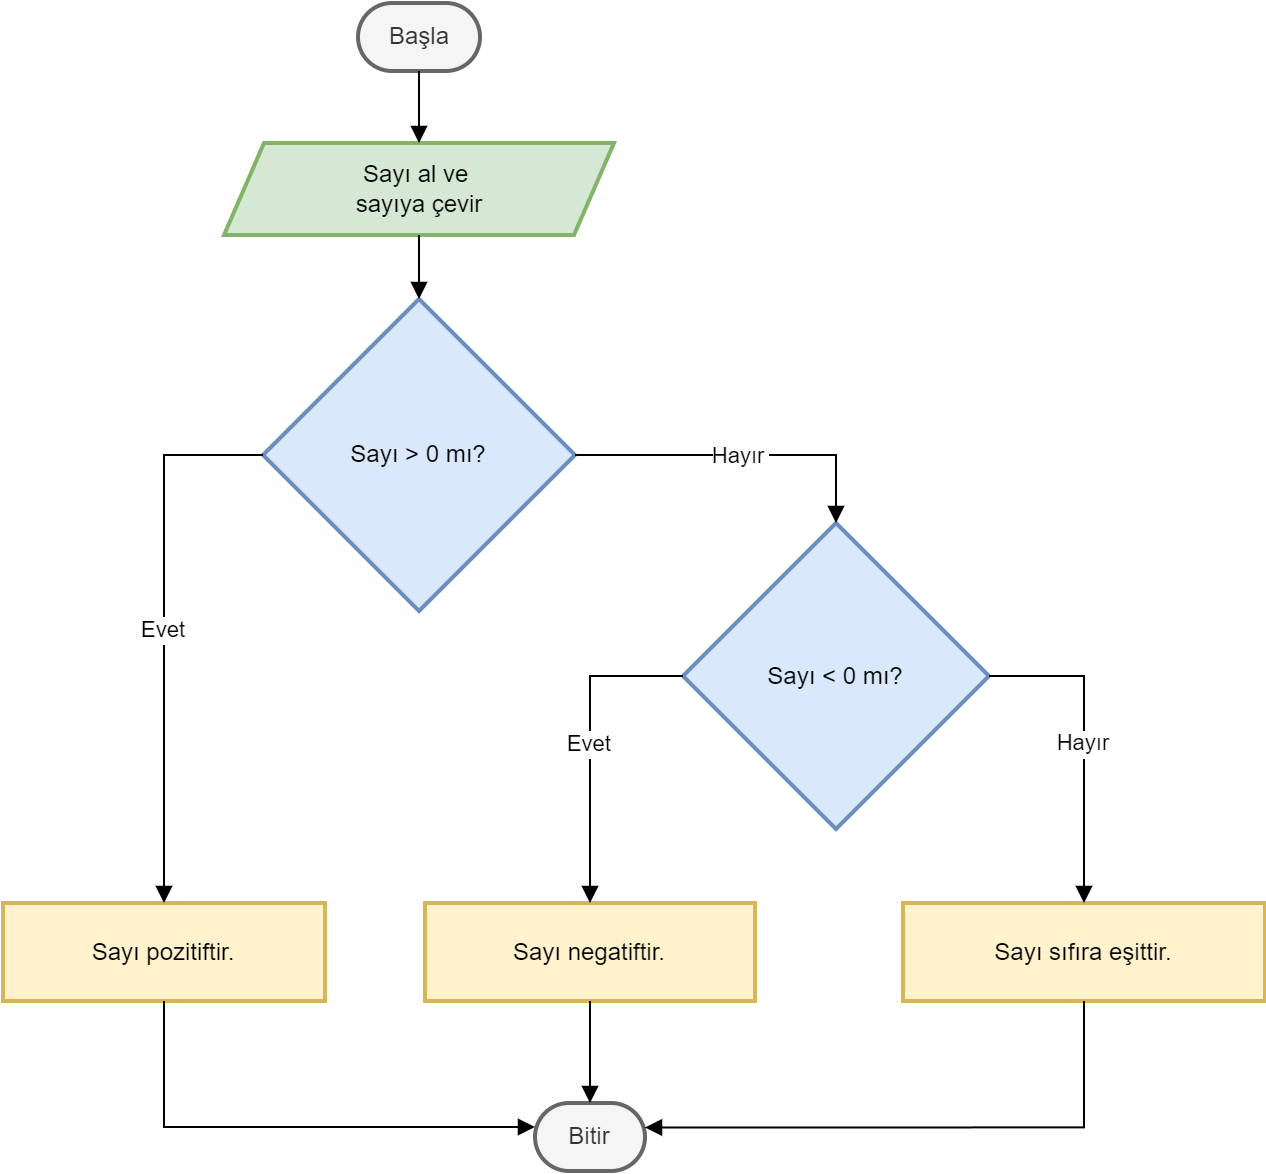 Başla
Sayı al ve
sayıya çevir
Sayı > 0 mı?
Hayır
Evet
Sayı < 0 mı?
Evet
Hayır
Sayı pozitiftir.
Sayı negatiftir.
Sayı sıfıra eşittir.
Bitir